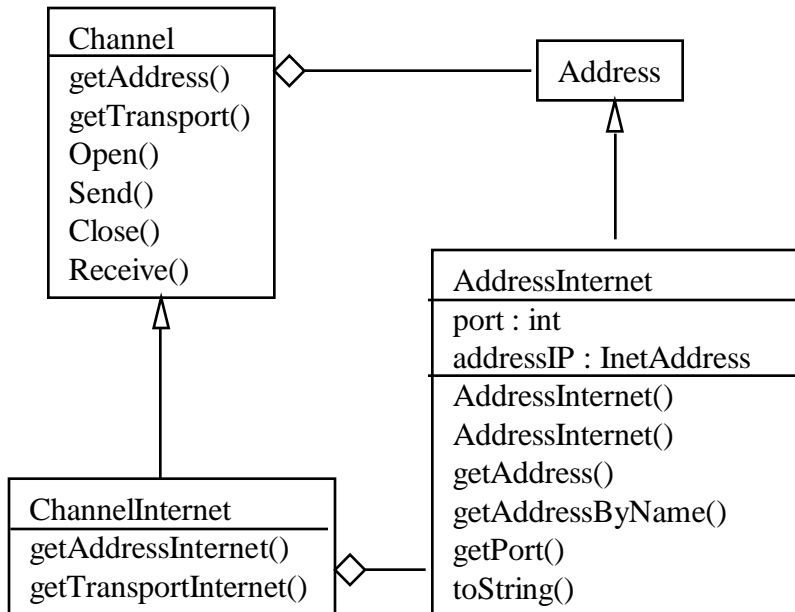 Channel
getAddress()
getTransport()
Open()
Send()
Close()
Receive()
Address
AddressInternet
port : int
addressIP : InetAddress
AddressInternet()
AddressInternet()
getAddress()
getAddressByName()
getPort()
toString()
ChannelInternet
getAddressInternet()
getTransportInternet()